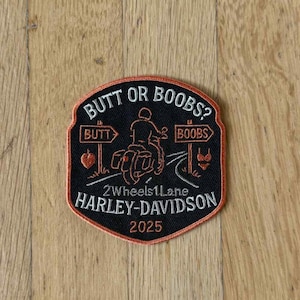 BUTT OR BOOBS?
BUTT BOOBS
2Wheels1Lane
HARLEY-DAVIDSON
2025